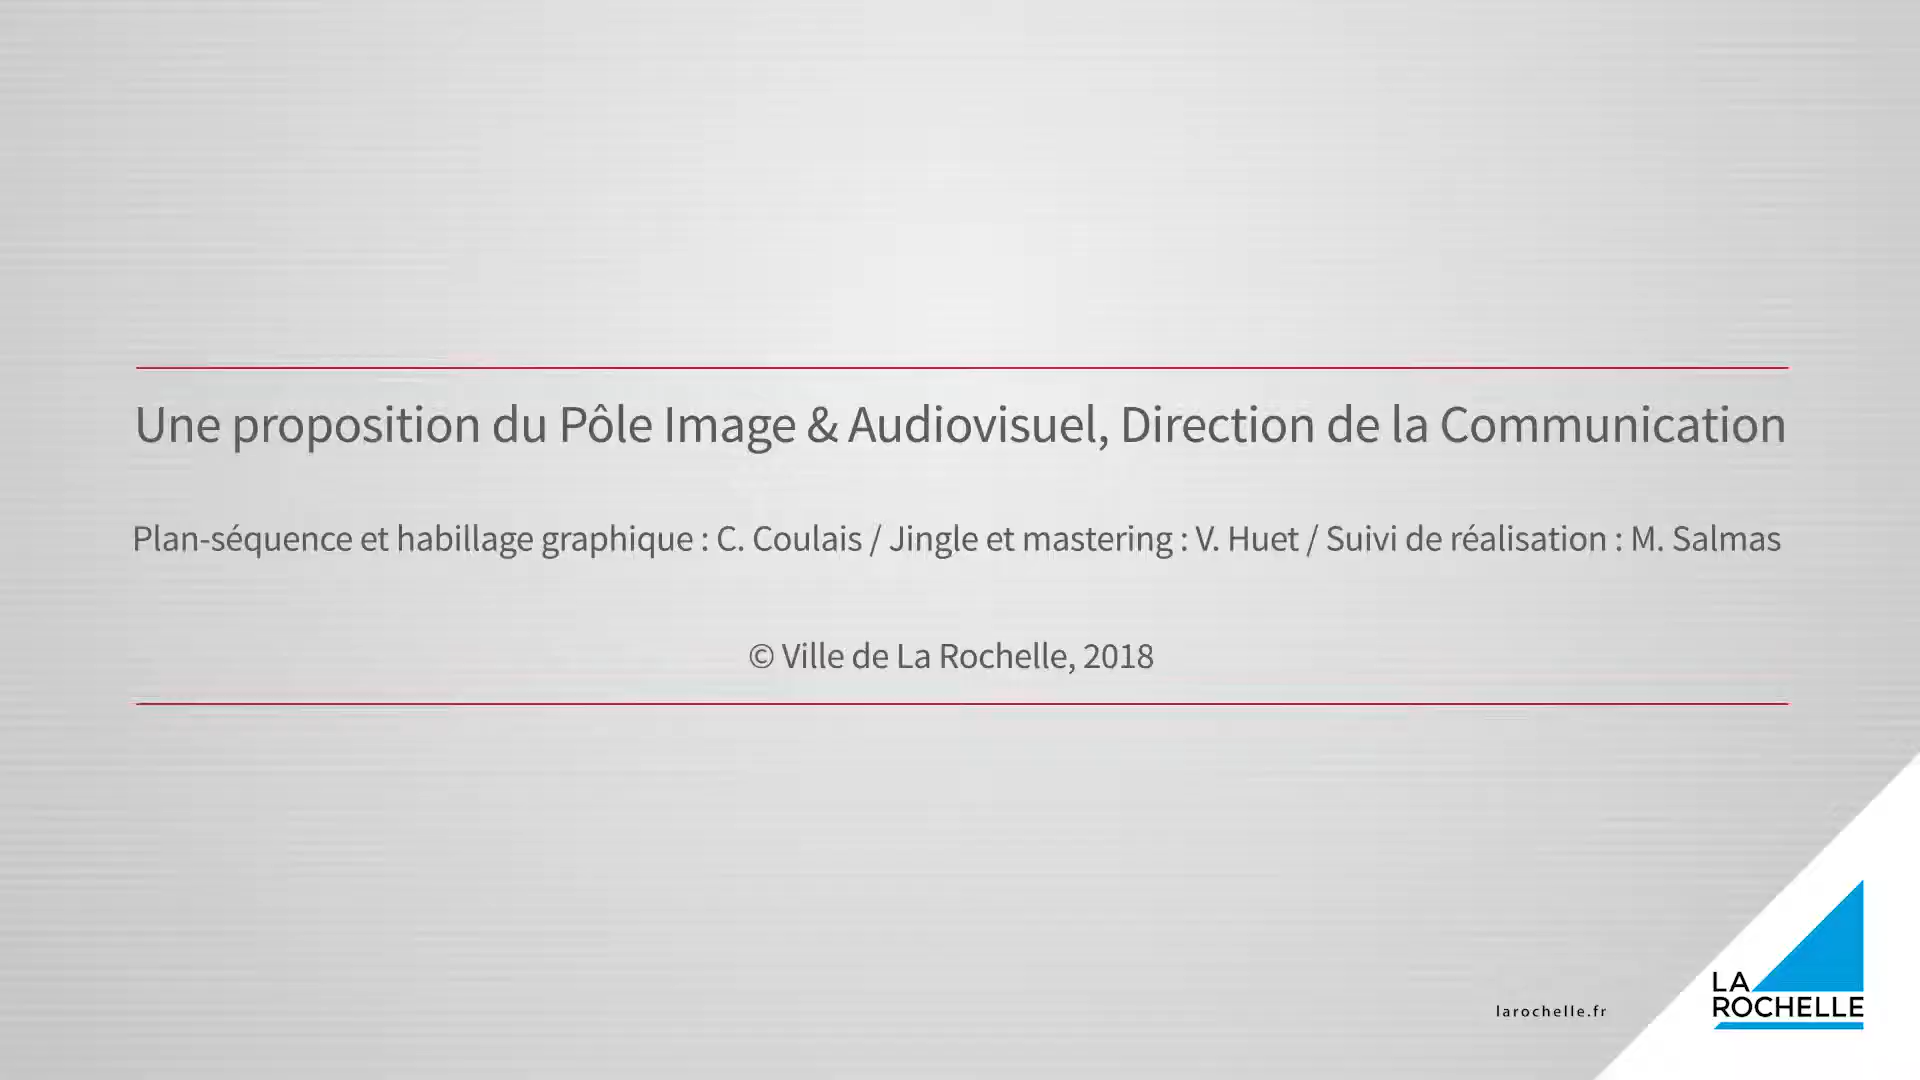 Une proposition du Pôle Image & Audiovisuel, Direction de la Communication
Plan-séquence et habillage graphique : C. Coulais / Jingle et mastering : V. Huet / Suivi de réalisation : M. Salmas
© Ville de La Rochelle, 2018
larochelle.fr
LA
ROCHELLE